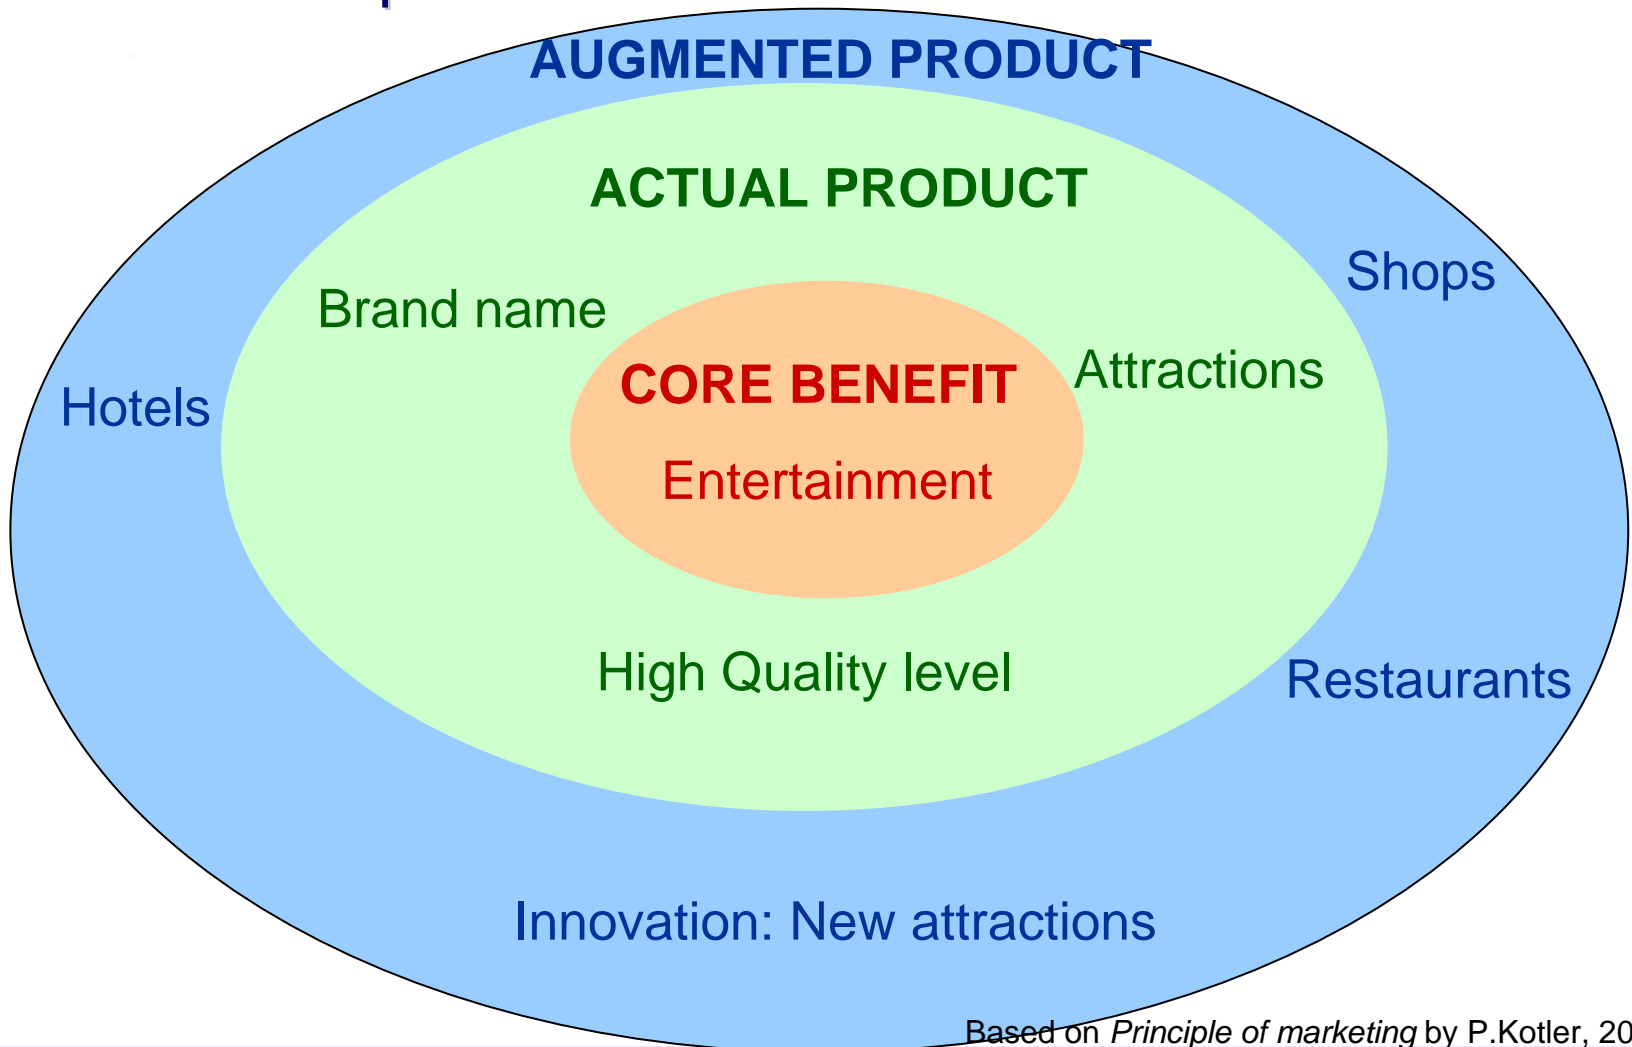 AUGMENTED PRODUCT
ACTUAL PRODUCT
Shops
Brand name
CORE BENEFIT
Attractions
Hotels
Entertainment
High Quality level
Restaurants
Innovation: New attractions
Based on Principle of marketing by P.Kotler, 20